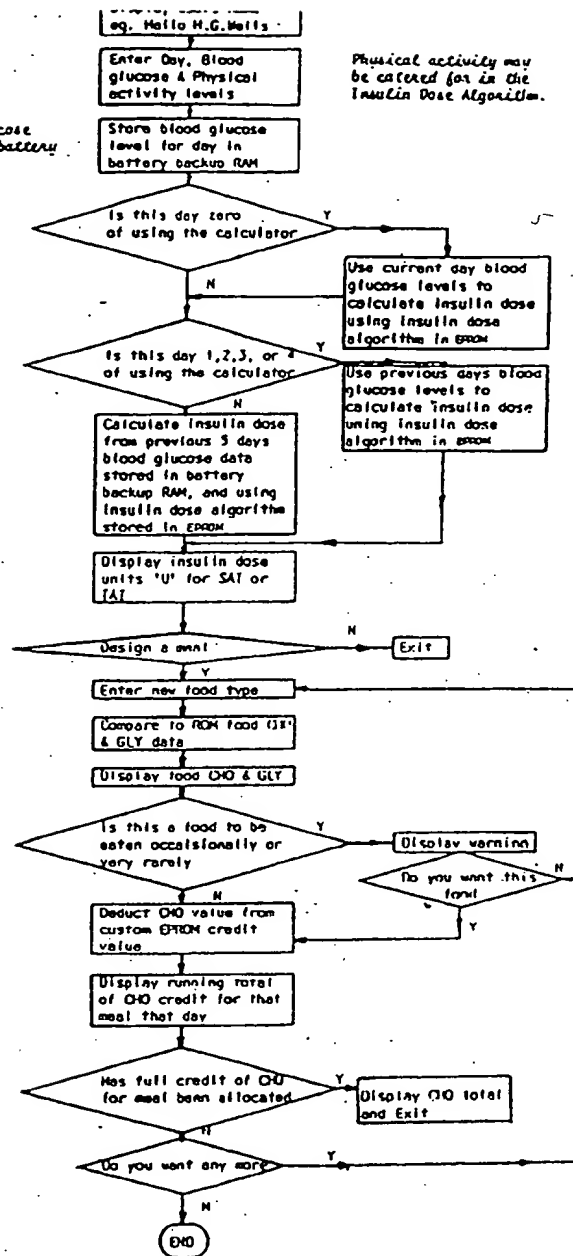 eg. Hallo H.G.Wells
Enter Day, Blood
glucose & Physical
activity levels
Physical activity may
be catered for in the
Insulin Dose Algorithm.
battery
Store blood glucose
level for day in
battery backup RAM
Is this day zero
of using the calculator
Y
N
Use current day blood
glucose levels to
calculate insulin dose
using insulin dose
algorithm in EPROM
Is this day 1,2,3, or 4
of using the calculator
Y
N
Use previous days blood
glucose levels to
calculate insulin dose
using insulin dose
algorithm in EPROM
Calculate insulin dose
from previous 5 days
blood glucose data
stored in battery
backup RAM, and using
insulin dose algorithm
stored in EPROM
Display insulin dose
units 'U' for SAI or
IAI
Design a meal
N
Exit
Y
Enter new food type
Compare to ROM food
& GLY data
Display food CHO & GLY
Is this a food to be
eaten occaisionally or
very rarely
Y
Display warning
Do you want this
food
N
Y
N
Deduct CHO value from
custom EPROM credit
value
Display running total
of CHO credit for that
meal that day
Has full credit of CHO
for meal been allocated
Y
Display CHO total
and Exit
N
Do you want any more
Y
N
END